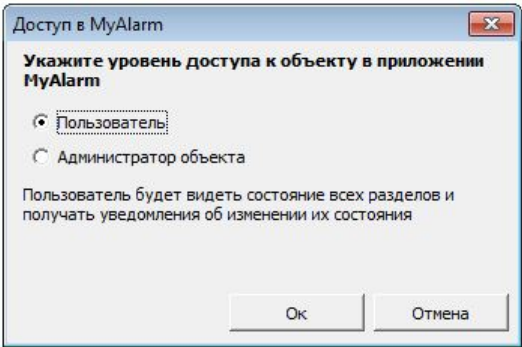 Доступ в MyAlarm
Укажите уровень доступа к объекту в приложении
MyAlarm
Пользователь
Администратор объекта
Пользователь будет видеть состояние всех разделов и
получать уведомления об изменении их состояния
Ок
Отмена